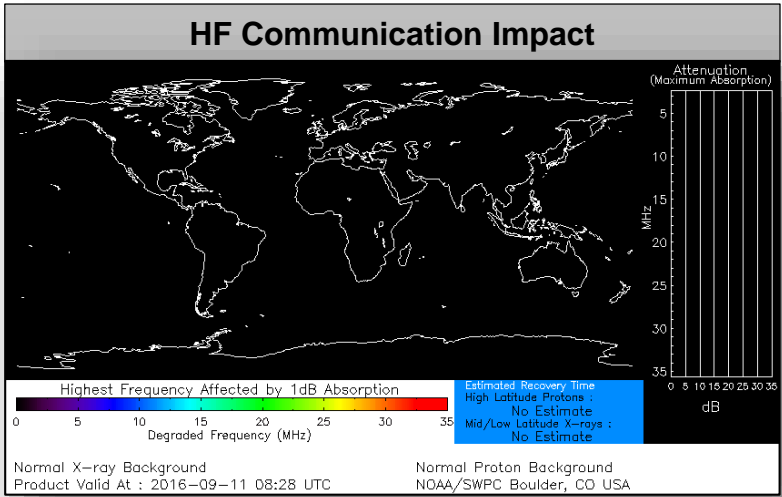 HF Communication Impact
Attenuation
(Maximum Absorption)
5
10
15
20
25
30
35
MHz
0 5 10 15 20 25 30 35
dB
Highest Frequency Affected by 1dB Absorption
0 5 10 15 20 25 30 35
Degraded Frequency (MHz)
Estimated Recovery Time
High Latitude Protons :
No Estimate
Mid/Low Latitude X-rays :
No Estimate
Normal X-ray Background
Product Valid At : 2016-09-11 08:28 UTC
Normal Proton Background
NOAA/SWPC Boulder, CO USA